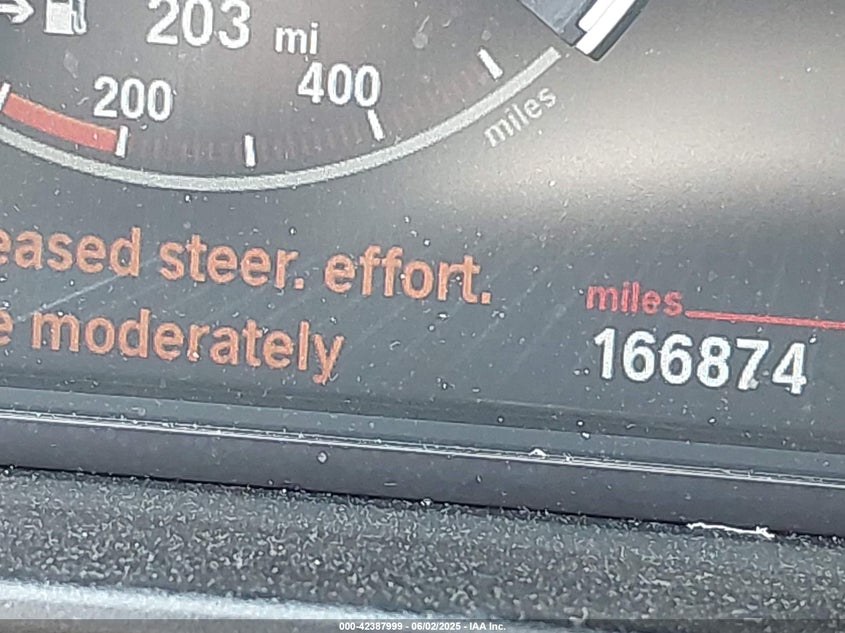 203 mi
200
400
miles
eased steer. effort.
e moderately
miles
166874
000-42387999 - 06/02/2025 - IAA Inc.